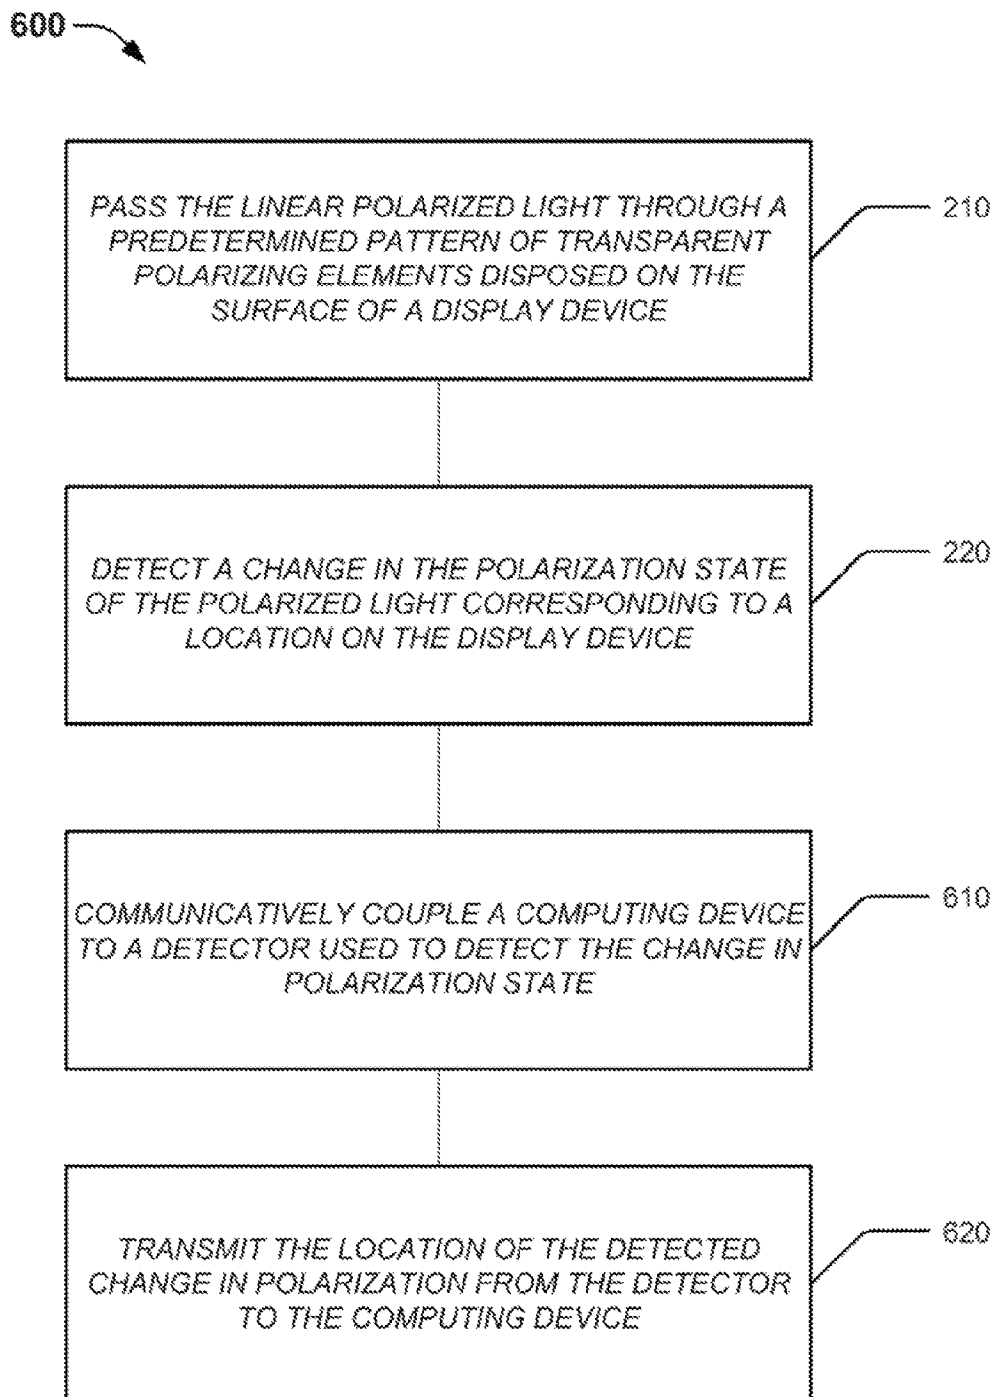 600
PASS THE LINEAR POLARIZED LIGHT THROUGH A
PREDETERMINED PATTERN OF TRANSPARENT
POLARIZING ELEMENTS DISPOSED ON THE
SURFACE OF A DISPLAY DEVICE
210
DETECT A CHANGE IN THE POLARIZATION STATE
OF THE POLARIZED LIGHT CORRESPONDING TO A
LOCATION ON THE DISPLAY DEVICE
220
COMMUNICATIVELY COUPLE A COMPUTING DEVICE
TO A DETECTOR USED TO DETECT THE CHANGE IN
POLARIZATION STATE
610
TRANSMIT THE LOCATION OF THE DETECTED
CHANGE IN POLARIZATION FROM THE DETECTOR
TO THE COMPUTING DEVICE
620